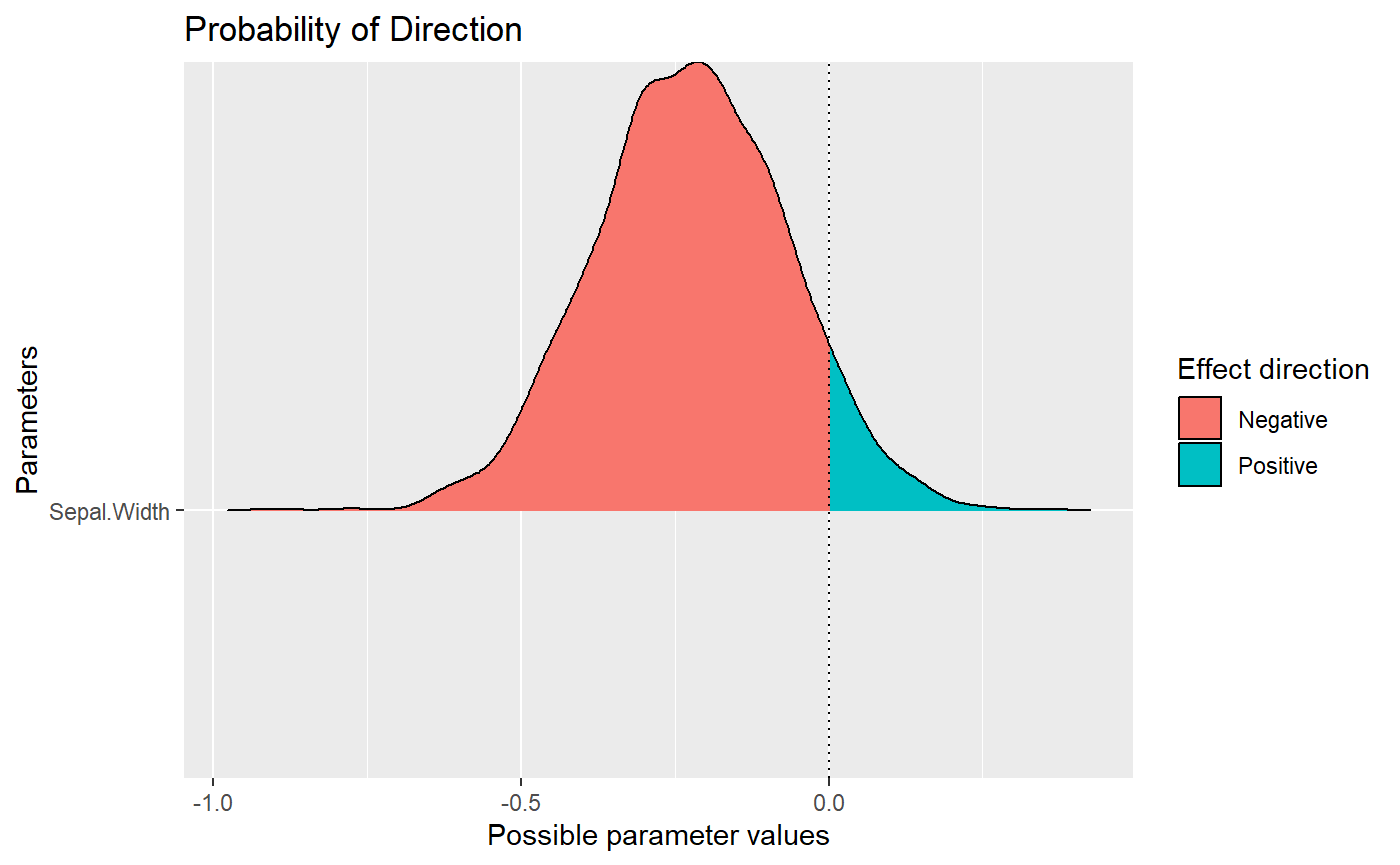 Probability of Direction
Parameters
Sepal.Width
-1.0
-0.5
0.0
Possible parameter values
Effect direction
Negative
Positive